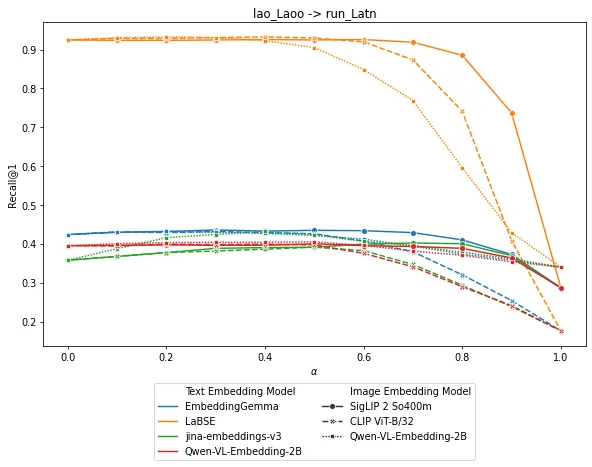 lao_Laoo -> run_Latn
Recall@1
0.9
0.8
0.7
0.6
0.5
0.4
0.3
0.2
0.0 0.2 0.4 0.6 0.8 1.0
α
Text Embedding Model Image Embedding Model
EmbeddingGemma SigLIP 2 So400m
LaBSE CLIP ViT-B/32
jina-embeddings-v3 Qwen-VL-Embedding-2B
Qwen-VL-Embedding-2B